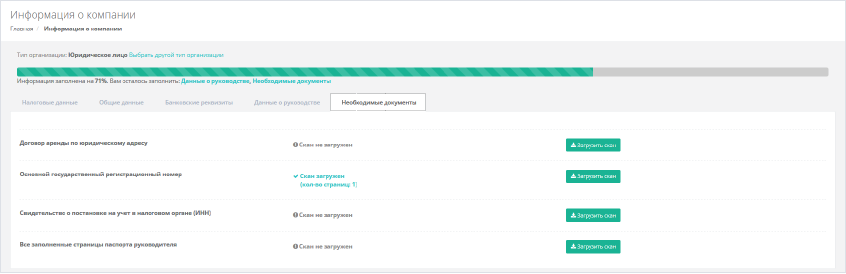 Информация о компании
Главная / Информация о компании
Тип организации: Юридическое лицо Выбрать другой тип организации
Информация заполнена на 71%. Вам осталось заполнить: Данные о руководстве, Необходимые документы
Налоговые данные Общие данные Банковские реквизиты Данные о руководстве Необходимые документы
Договор аренды по юридическому адресу Скан не загружен Загрузить скан
Основной государственный регистрационный номер Скан загружен Загрузить скан
(кол-во страниц: 1)
Свидетельство о постановке на учет в налоговом органе (ИНН) Скан не загружен Загрузить скан
Все заполненные страницы паспорта руководителя Скан не загружен Загрузить скан